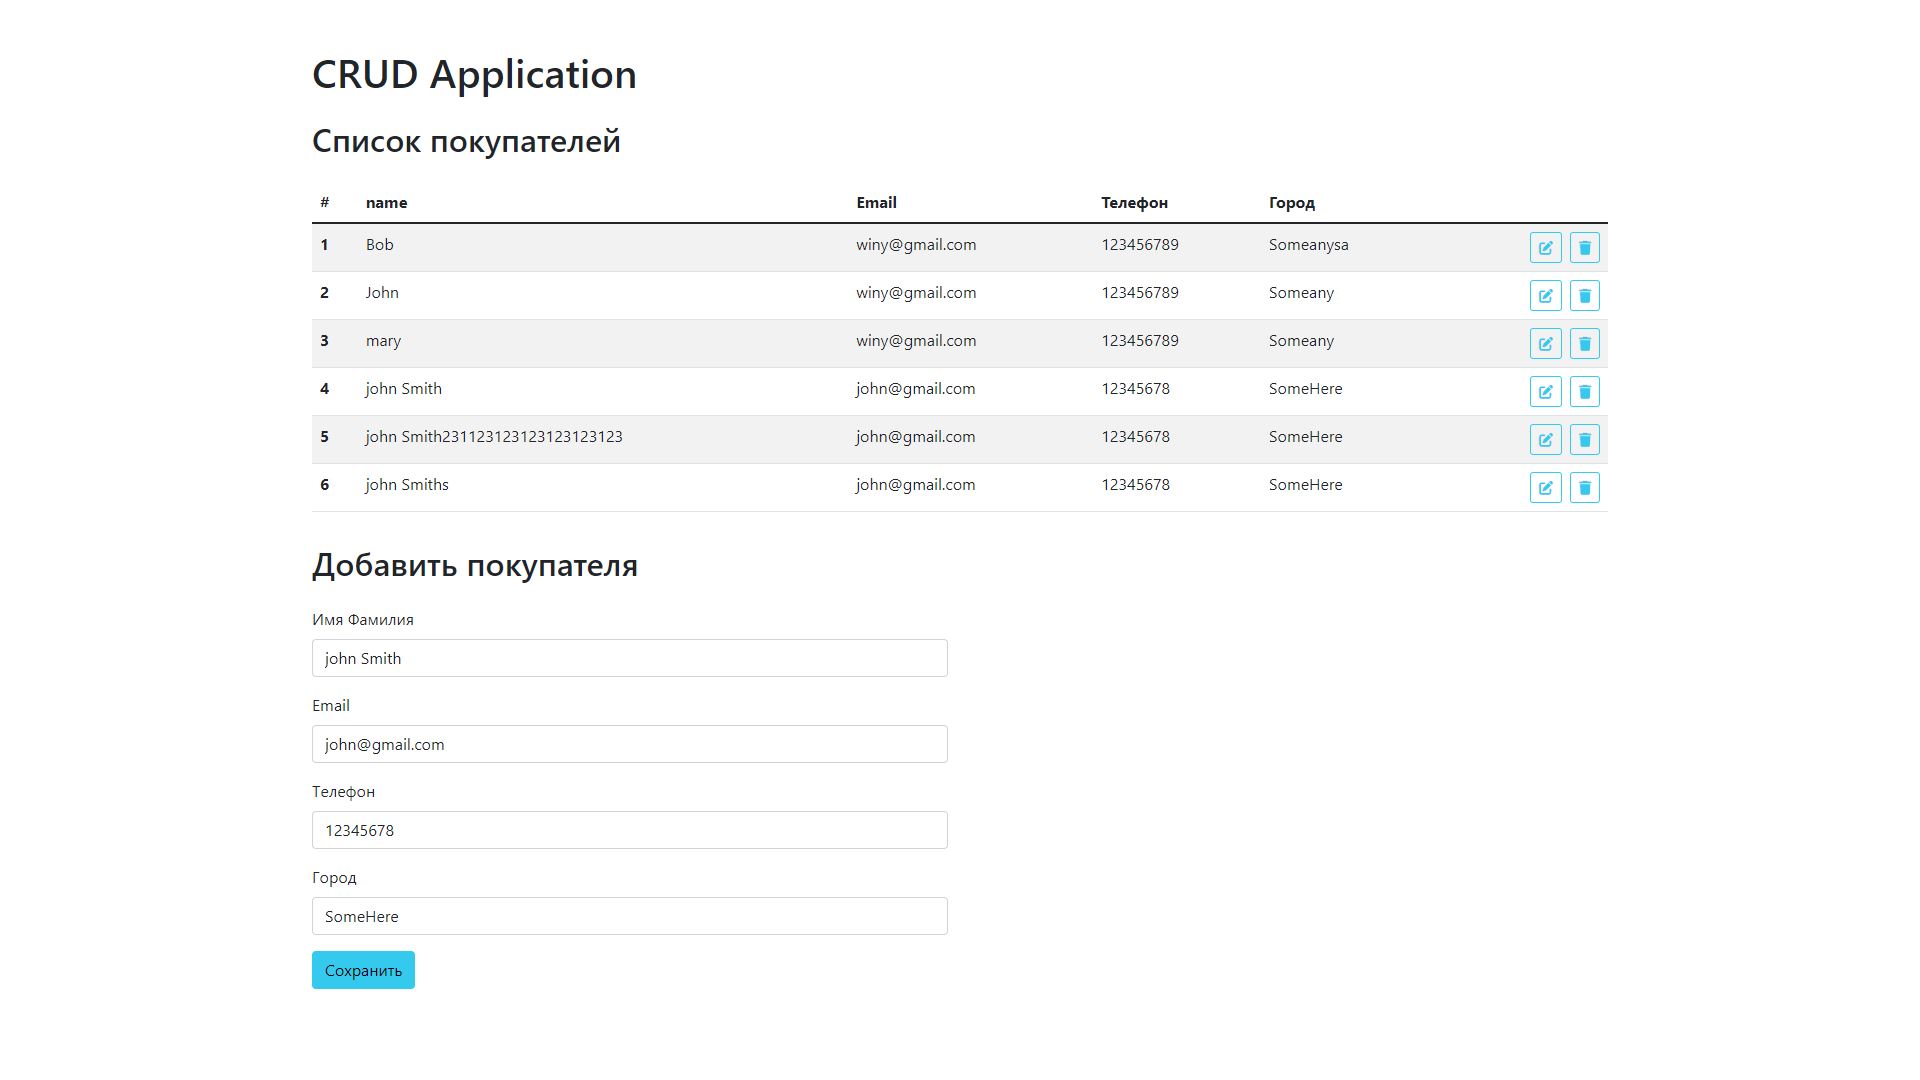 CRUD Application
Список покупателей
# name Email Телефон Город
1 Bob winy@gmail.com 123456789 Someanysa
2 John winy@gmail.com 123456789 Someany
3 mary winy@gmail.com 123456789 Someany
4 john Smith john@gmail.com 12345678 SomeHere
5 john Smith231123123123123123123 john@gmail.com 12345678 SomeHere
6 john Smiths john@gmail.com 12345678 SomeHere
Добавить покупателя
Имя Фамилия
john Smith
Email
john@gmail.com
Телефон
12345678
Город
SomeHere
Сохранить